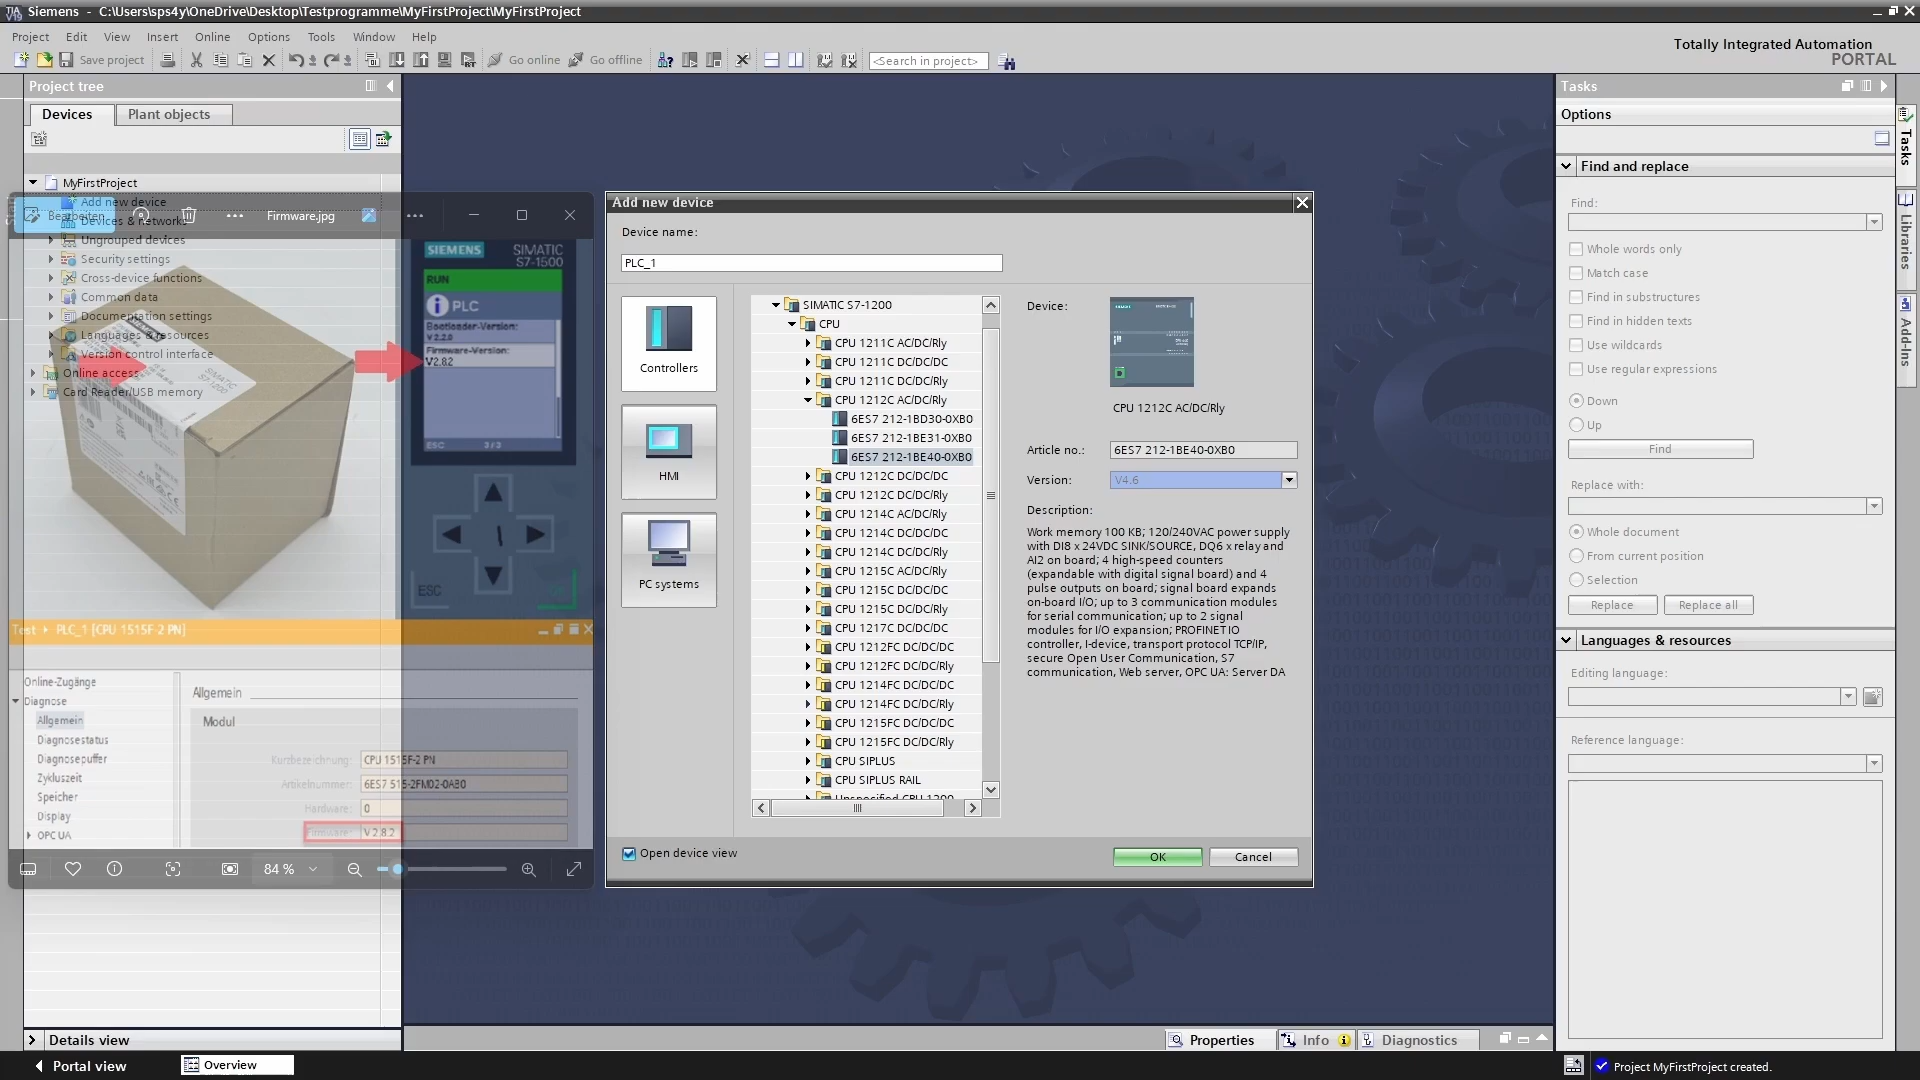 Siemens - C:\Users\sps4y\OneDrive\Desktop\Testprogramme\MyFirstProject\MyFirstProject
Project Edit View Insert Online Options Tools Window Help
Totally Integrated Automation
PORTAL
Save project
Go online
Go offline
<Search in project>
Project tree
Devices
Plant objects
MyFirstProject
Add new device
Devices & networks
Ungrouped devices
Security settings
Cross-device functions
Common data
Documentation settings
Languages & resources
Version control interface
Online access
Card Reader/USB memory
Bearbeiten
Firmware.jpg
SIEMENS
SIMATIC
S7-1500
RUN
PLC
Bootloader-Version:
V2.2.0
Firmware-Version:
V2.8.2
ESC
3/3
ESC
SIMATIC
S7-1200
Test
PLC_1 [CPU 1515F-2 PN]
Online-Zugänge
Diagnose
Allgemein
Diagnosestatus
Diagnosepuffer
Zykluszeit
Speicher
Display
OPC UA
Allgemein
Modul
Kurzbezeichnung: CPU 1515F-2 PN
Artikelnummer: 6ES7 515-2FM02-0AB0
Hardware: 0
Firmware: V 2.8.2
84 %
Details view
Portal view
Overview
Add new device
Device name:
PLC_1
Controllers
HMI
PC systems
SIMATIC S7-1200
CPU
CPU 1211C AC/DC/Rly
CPU 1211C DC/DC/DC
CPU 1211C DC/DC/Rly
CPU 1212C AC/DC/Rly
6ES7 212-1BD30-0XB0
6ES7 212-1BE31-0XB0
6ES7 212-1BE40-0XB0
CPU 1212C DC/DC/DC
CPU 1212C DC/DC/Rly
CPU 1214C AC/DC/Rly
CPU 1214C DC/DC/DC
CPU 1214C DC/DC/Rly
CPU 1215C AC/DC/Rly
CPU 1215C DC/DC/DC
CPU 1215C DC/DC/Rly
CPU 1217C DC/DC/DC
CPU 1212FC DC/DC/DC
CPU 1212FC DC/DC/Rly
CPU 1214FC DC/DC/DC
CPU 1214FC DC/DC/Rly
CPU 1215FC DC/DC/DC
CPU 1215FC DC/DC/Rly
CPU SIPLUS
CPU SIPLUS RAIL
Unspecified CPU 1200
Device:
CPU 1212C AC/DC/Rly
Article no.: 6ES7 212-1BE40-0XB0
Version: V4.6
Description:
Work memory 100 KB; 120/240VAC power supply
with DI8 x 24VDC SINK/SOURCE, DQ6 x relay and
AI2 on board; 4 high-speed counters
(expandable with digital signal board) and 4
pulse outputs on board; signal board expands
on-board I/O; up to 3 communication modules
for serial communication; up to 2 signal
modules for I/O expansion; PROFINET IO
controller, I-device, transport protocol TCP/IP,
secure Open User Communication, S7
communication, Web server, OPC UA: Server DA
Open device view
OK
Cancel
Properties
Info
Diagnostics
Tasks
Options
Find and replace
Find:
Whole words only
Match case
Find in substructures
Find in hidden texts
Use wildcards
Use regular expressions
Down
Up
Find
Replace with:
Whole document
From current position
Selection
Replace
Replace all
Languages & resources
Editing language:
Reference language:
Tasks
Libraries
Add-Ins
Project MyFirstProject created.